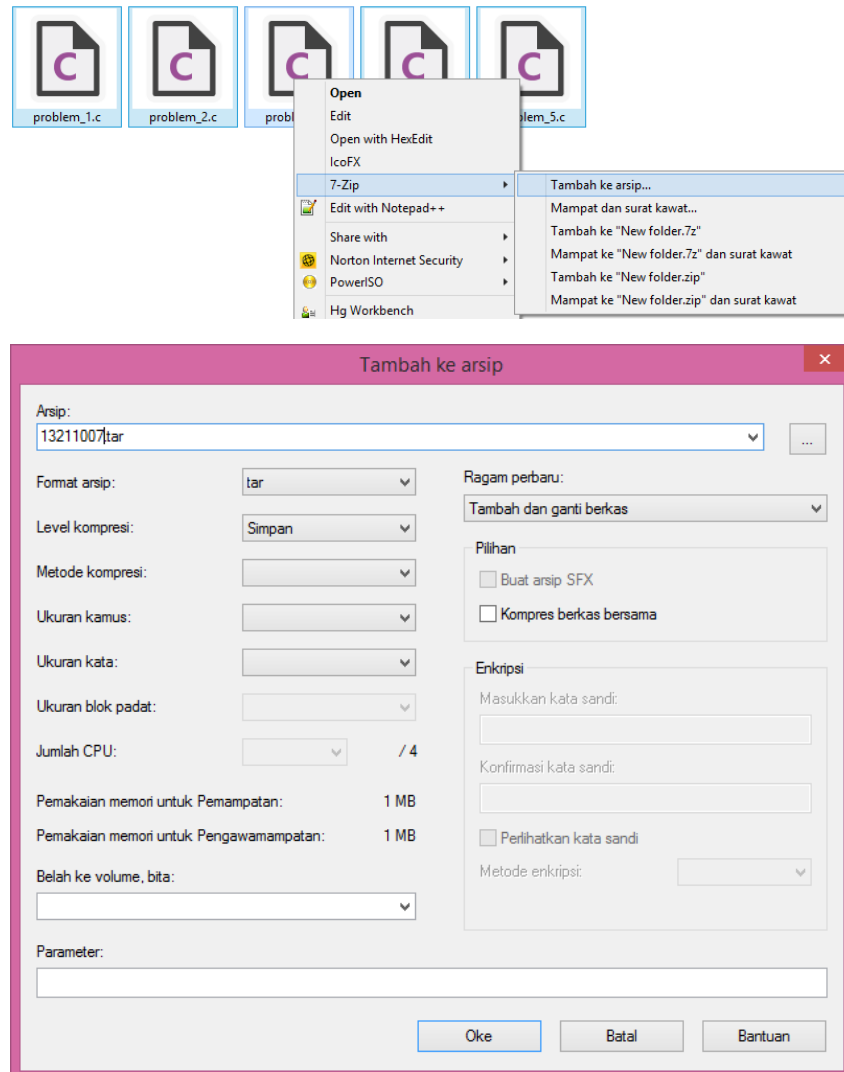 problem_1.c
problem_2.c
probl
lem_5.c
Open
Edit
Open with HexEdit
IcoFX
7-Zip
Edit with Notepad++
Share with
Norton Internet Security
PowerISO
Hg Workbench
Tambah ke arsip...
Mampat dan surat kawat...
Tambah ke "New folder.7z"
Mampat ke "New folder.7z" dan surat kawat
Tambah ke "New folder.zip"
Mampat ke "New folder.zip" dan surat kawat
Tambah ke arsip
Arsip:
13211007.tar
...
Format arsip: tar
Level kompresi: Simpan
Metode kompresi:
Ukuran kamus:
Ukuran kata:
Ukuran blok padat:
Jumlah CPU: / 4
Pemakaian memori untuk Pemampatan: 1 MB
Pemakaian memori untuk Pengawamampatan: 1 MB
Belah ke volume, bita:
Ragam perbaru:
Tambah dan ganti berkas
Pilihan
Buat arsip SFX
Kompres berkas bersama
Enkripsi
Masukkan kata sandi:
Konfirmasi kata sandi:
Perlihatkan kata sandi
Metode enkripsi:
Parameter:
Oke
Batal
Bantuan